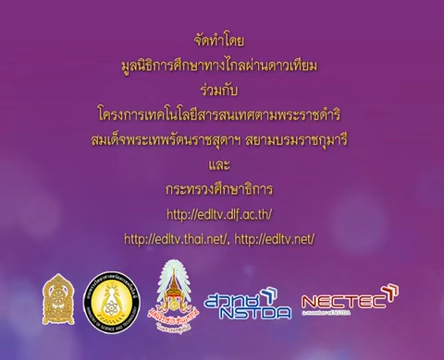 จัดทำโดย
มูลนิธิการศึกษาทางไกลผ่านดาวเทียม
ร่วมกับ
โครงการเทคโนโลยีสารสนเทศตามพระราชดำริ
สมเด็จพระเทพรัตนราชสุดาฯ สยามบรมราชกุมารี
และ
กระทรวงศึกษาธิการ
http://edltv.dlf.ac.th/
http://edltv.thai.net/, http://edltv.net/
สวทช
NSTDA
NECTEC
a member of NSTDA